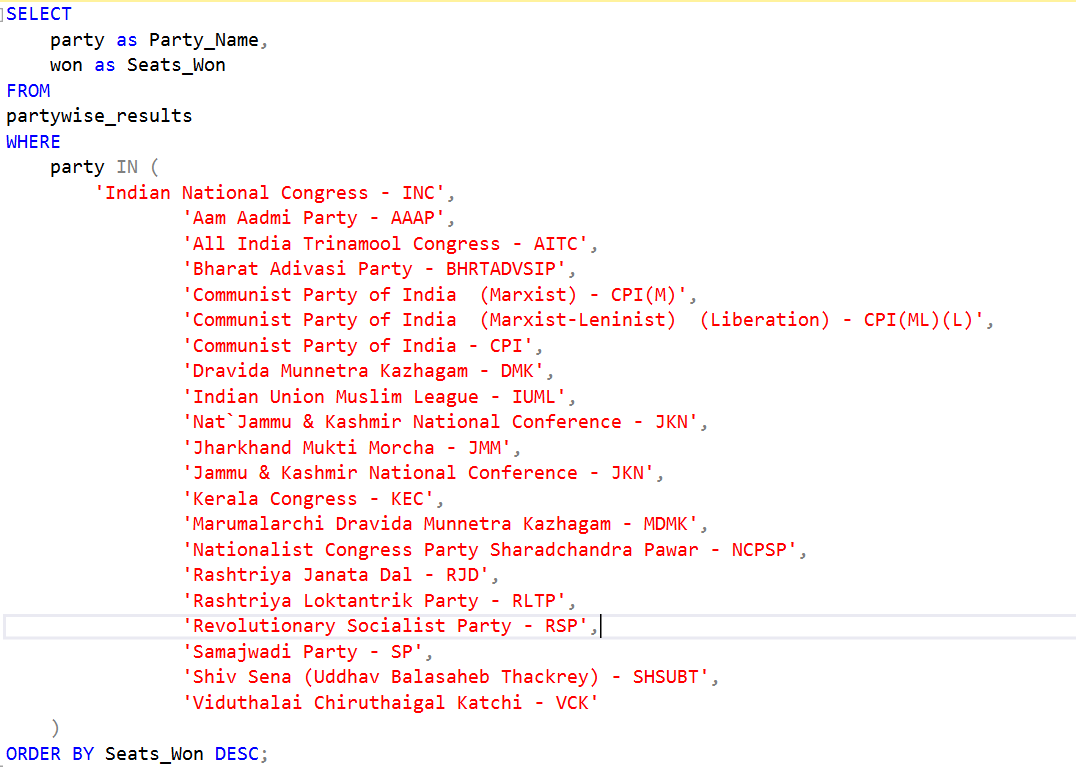 SELECT
    party as Party_Name,
    won as Seats_Won
FROM
partywise_results
WHERE
    party IN (
        'Indian National Congress - INC',
                'Aam Aadmi Party - AAAP',
                'All India Trinamool Congress - AITC',
                'Bharat Adivasi Party - BHRTADVSIP',
                'Communist Party of India  (Marxist) - CPI(M)',
                'Communist Party of India  (Marxist-Leninist)  (Liberation) - CPI(ML)(L)',
                'Communist Party of India - CPI',
                'Dravida Munnetra Kazhagam - DMK',
                'Indian Union Muslim League - IUML',
                'Nat`Jammu & Kashmir National Conference - JKN',
                'Jharkhand Mukti Morcha - JMM',
                'Jammu & Kashmir National Conference - JKN',
                'Kerala Congress - KEC',
                'Marumalarchi Dravida Munnetra Kazhagam - MDMK',
                'Nationalist Congress Party Sharadchandra Pawar - NCPSP',
                'Rashtriya Janata Dal - RJD',
                'Rashtriya Loktantrik Party - RLTP',
                'Revolutionary Socialist Party - RSP',
                'Samajwadi Party - SP',
                'Shiv Sena (Uddhav Balasaheb Thackrey) - SHSUBT',
                'Viduthalai Chiruthaigal Katchi - VCK'
    )
ORDER BY Seats_Won DESC;